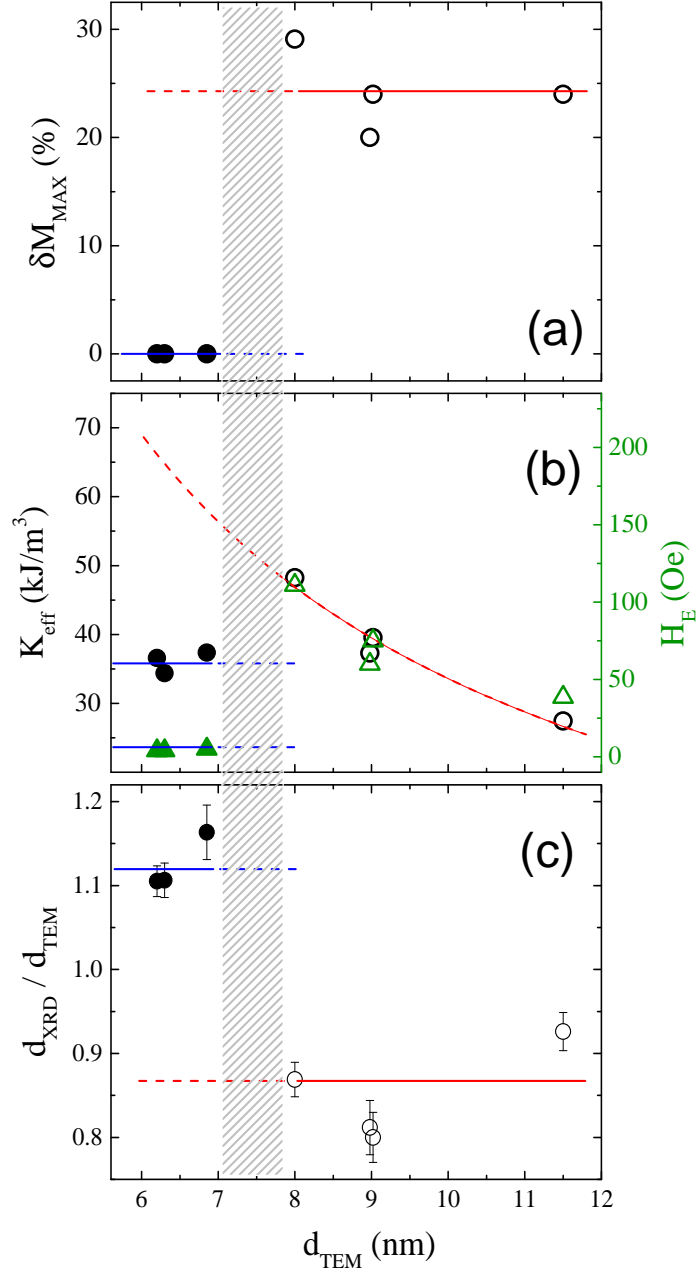 30
20
10
0
δM_MAX (%)
(a)
70
60
50
40
30
K_eff (kJ/m^3)
200
150
100
50
0
H_E (Oe)
(b)
1.2
1.1
1.0
0.9
0.8
d_XRD / d_TEM
(c)
6 7 8 9 10 11 12
d_TEM (nm)